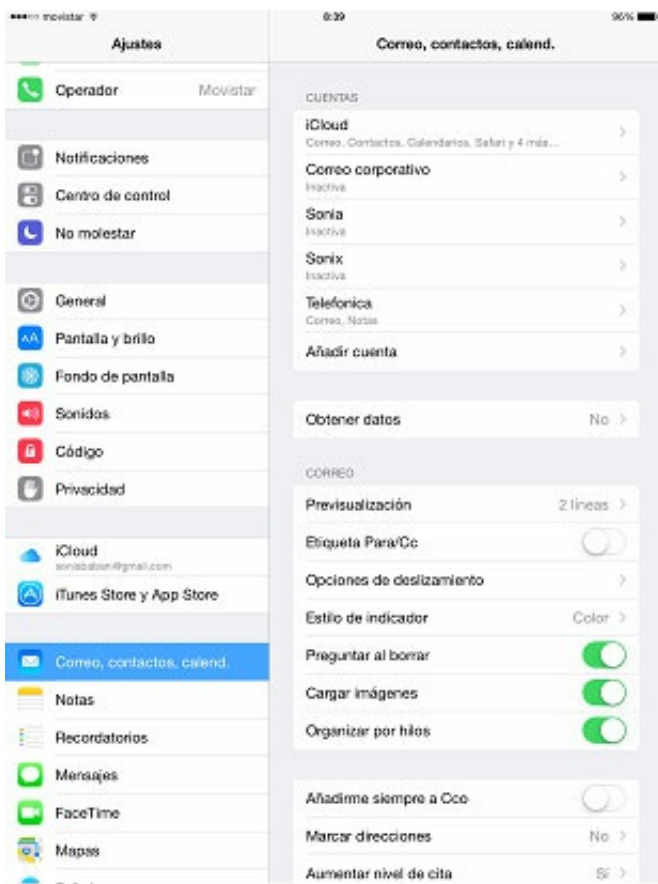 movistar
8:39
96%
Ajustes
Operador Movistar
Notificaciones
Centro de control
No molestar
General
Pantalla y brillo
Fondo de pantalla
Sonidos
Código
Privacidad
iCloud
iTunes Store y App Store
Correo, contactos, calend.
Notas
Recordatorios
Mensajes
FaceTime
Mapas
Correo, contactos, calend.
CUENTAS
iCloud
Correo, Contactos, Calendarios, Safari y 4 más...
Correo corporativo
Inactiva
Sonia
Inactiva
Sonix
Inactiva
Telefonica
Correo, Notas
Añadir cuenta
Obtener datos No
CORREO
Previsualización 2 líneas
Etiqueta Para/Cc
Opciones de deslizamiento
Estilo de indicador Color
Preguntar al borrar
Cargar imágenes
Organizar por hilos
Añadirme siempre a Cco
Marcar direcciones No
Aumentar nivel de cita Sí